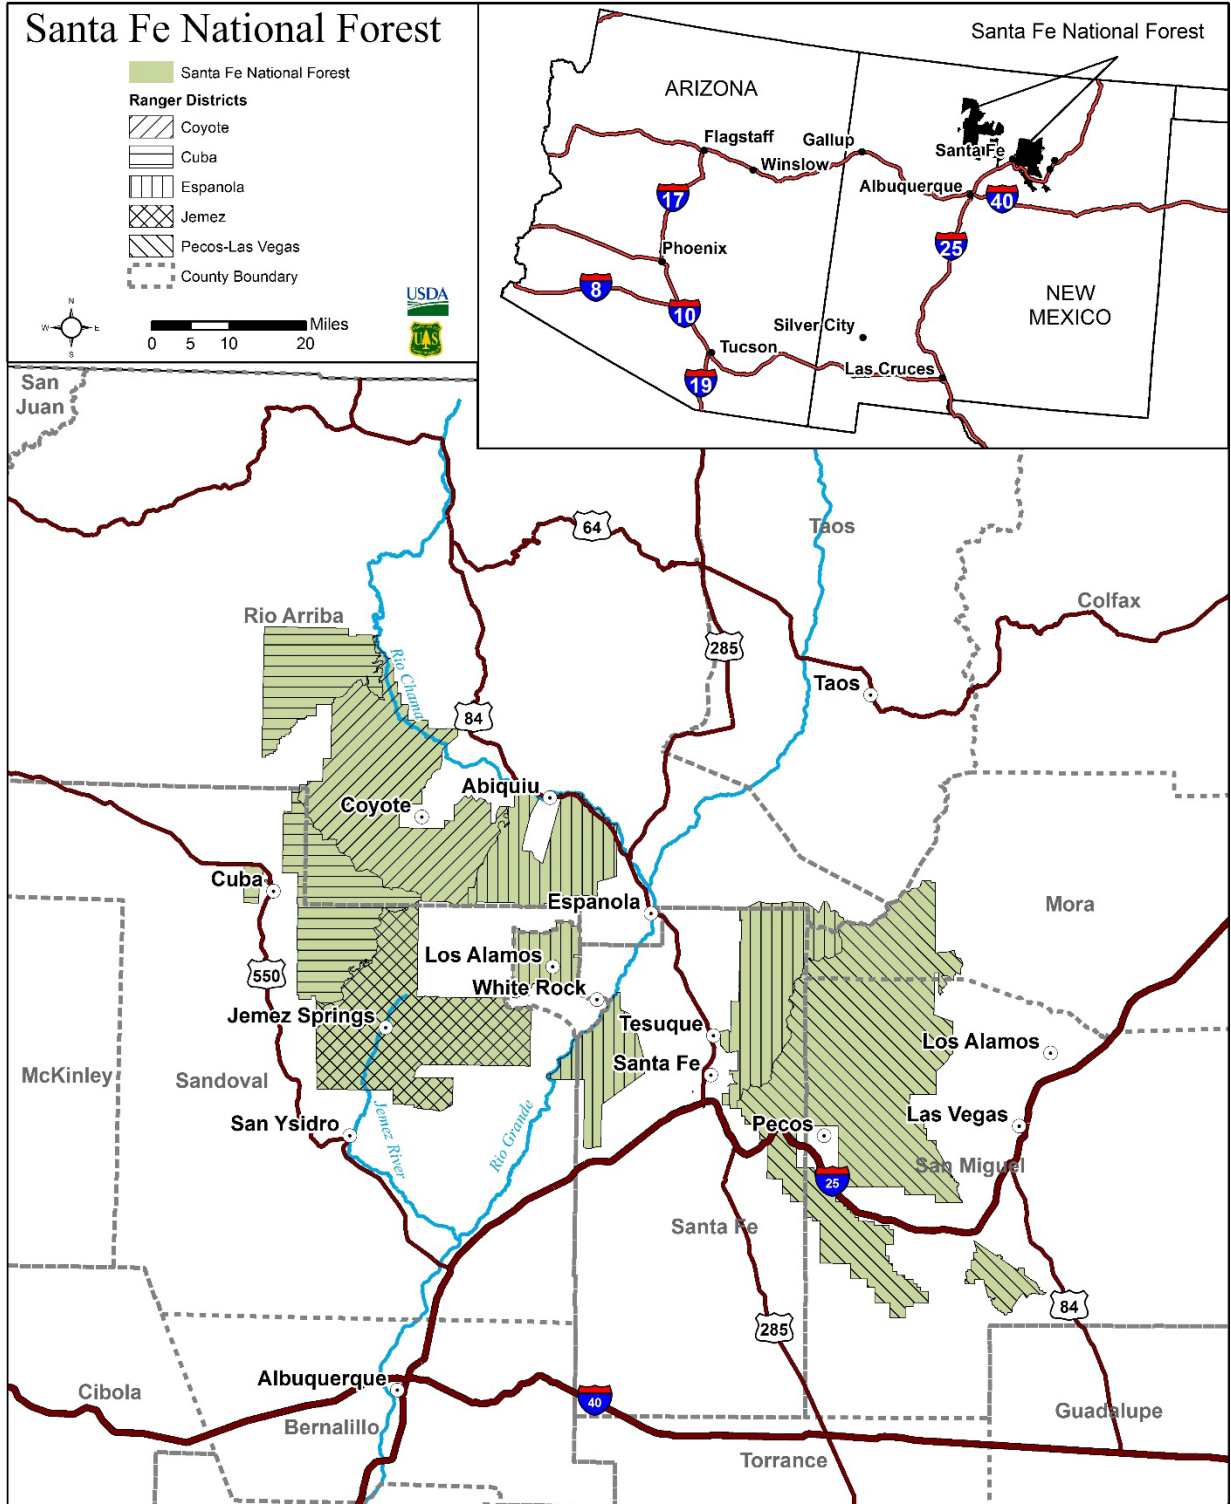 Santa Fe National Forest
Santa Fe National Forest
Ranger Districts
Coyote
Cuba
Espanola
Jemez
Pecos-Las Vegas
County Boundary
N
W
E
S
0 5 10 20
Miles
USDA
UAS
Santa Fe National Forest
ARIZONA
Flagstaff
Gallup
Winslow
Santa Fe
Albuquerque
17
40
25
Phoenix
8
10
NEW
MEXICO
Silver City
Tucson
Las Cruces
19
San
Juan
64
Taos
Rio Arriba
Colfax
285
Rio Chama
Taos
84
Abiquiu
Coyote
Cuba
Espanola
Mora
Los Alamos
550
White Rock
Jemez Springs
Tesuque
Los Alamos
Santa Fe
McKinley
Sandoval
Las Vegas
San Ysidro
Pecos
Jemez River
Rio Grande
San Miguel
25
Santa Fe
84
285
Albuquerque
Cibola
40
Bernalillo
Guadalupe
Torrance